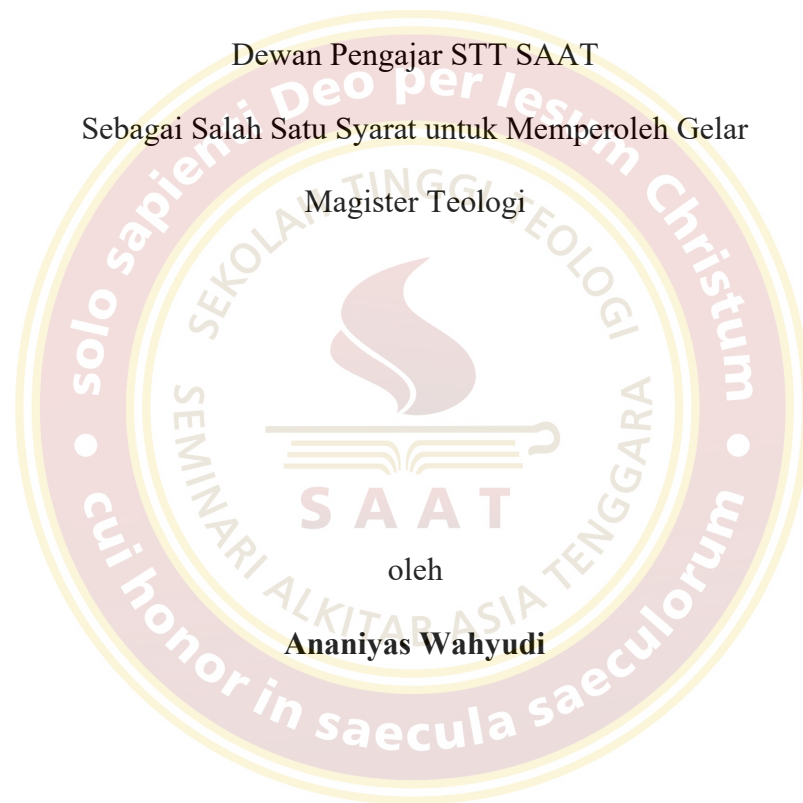 Dewan Pengajar STT SAAT
Sebagai Salah Satu Syarat untuk Memperoleh Gelar
Magister Teologi
solo sapienti Deo per Iesum Christum
SEKOLAH TINGGI TEOLOGI
SEMINARI ALKITAB ASIA TENGGARA
SAAT
cui honor in saecula saeculorum
oleh
Ananiyas Wahyudi